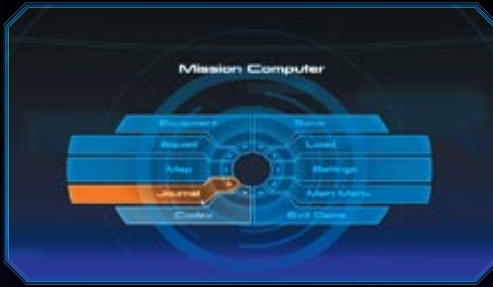 Mission Computer
Equipment Save
Squad Load
Map Settings
Journal Main Menu
Codex Exit Game